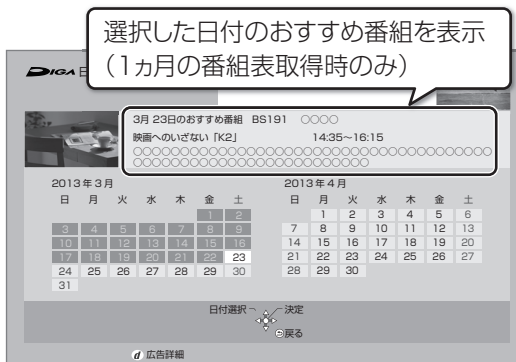 選択した日付のおすすめ番組を表示
（1ヵ月の番組表取得時のみ）
DIGA
3月 23日のおすすめ番組 BS191 ○○○○
映画へのいざない「K2」 14:35～16:15
○○○○○○○○○○○○○○○○○○○○○○○○○○○○○○○○○○○○
○○○○○○○○○○○○○○○○○○○○○○○○
2013年3月 2013年4月
日 月 火 水 木 金 土 日 月 火 水 木 金 土
1 2 1 2 3 4 5 6
3 4 5 6 7 8 9 7 8 9 10 11 12 13
10 11 12 13 14 15 16 14 15 16 17 18 19 20
17 18 19 20 21 22 23 21 22 23 24 25 26 27
24 25 26 27 28 29 30 28 29 30
31
日付選択 決定
戻る
d 広告詳細